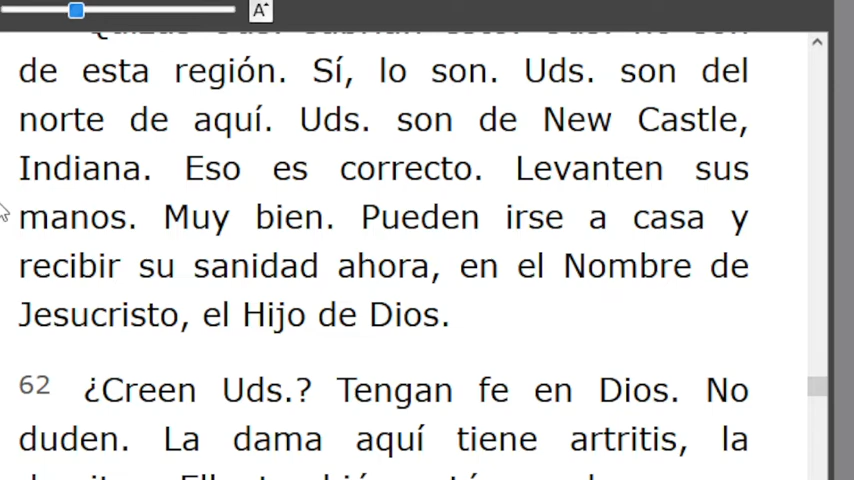 A
de esta región. Sí, lo son. Uds. son del
norte de aquí. Uds. son de New Castle,
Indiana. Eso es correcto. Levanten sus
manos. Muy bien. Pueden irse a casa y
recibir su sanidad ahora, en el Nombre de
Jesucristo, el Hijo de Dios.
62 ¿Creen Uds.? Tengan fe en Dios. No
duden. La dama aquí tiene artritis, la